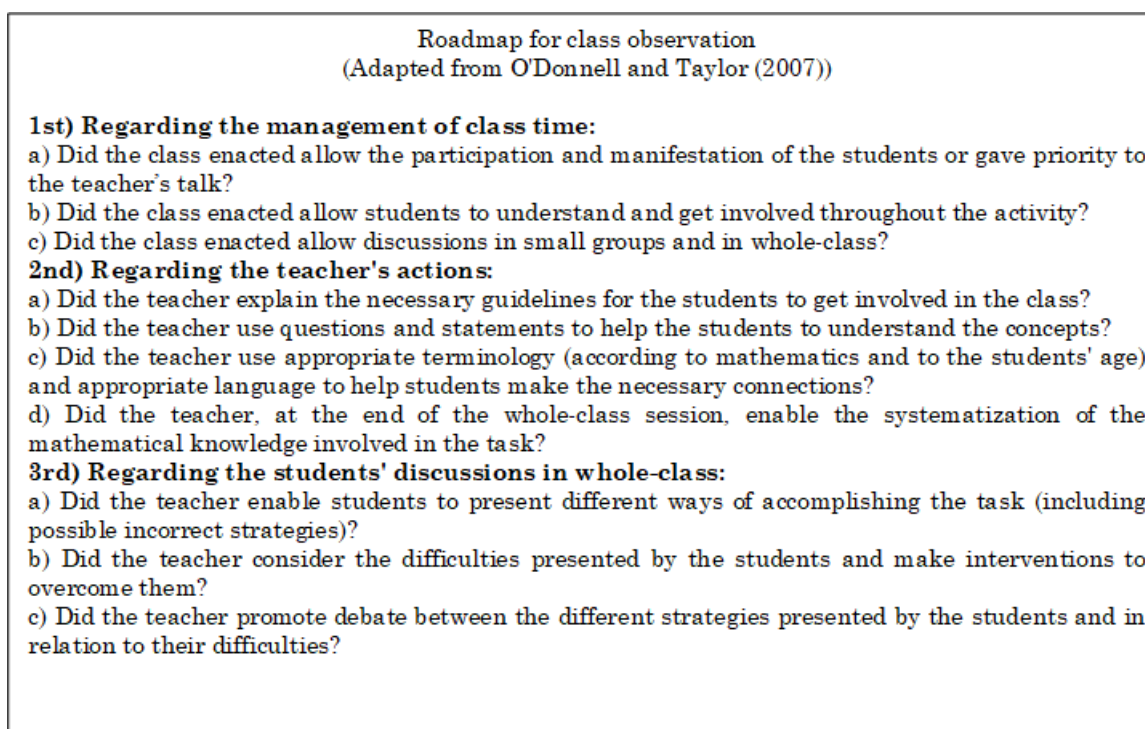 Roadmap for class observation
(Adapted from O'Donnell and Taylor (2007))
1st) Regarding the management of class time:
a) Did the class enacted allow the participation and manifestation of the students or gave priority to
the teacher's talk?
b) Did the class enacted allow students to understand and get involved throughout the activity?
c) Did the class enacted allow discussions in small groups and in whole-class?
2nd) Regarding the teacher's actions:
a) Did the teacher explain the necessary guidelines for the students to get involved in the class?
b) Did the teacher use questions and statements to help the students to understand the concepts?
c) Did the teacher use appropriate terminology (according to mathematics and to the students' age)
and appropriate language to help students make the necessary connections?
d) Did the teacher, at the end of the whole-class session, enable the systematization of the
mathematical knowledge involved in the task?
3rd) Regarding the students' discussions in whole-class:
a) Did the teacher enable students to present different ways of accomplishing the task (including
possible incorrect strategies)?
b) Did the teacher consider the difficulties presented by the students and make interventions to
overcome them?
c) Did the teacher promote debate between the different strategies presented by the students and in
relation to their difficulties?